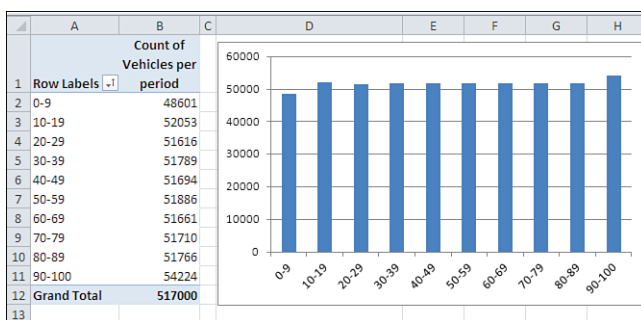 A B C D E F G H
Count of
Vehicles per
1 Row Labels period
2 0-9 48601
3 10-19 52053
4 20-29 51616
5 30-39 51789
6 40-49 51694
7 50-59 51886
8 60-69 51661
9 70-79 51710
10 80-89 51766
11 90-100 54224
12 Grand Total 517000
13
60000
50000
40000
30000
20000
10000
0
0-9 10-19 20-29 30-39 40-49 50-59 60-69 70-79 80-89 90-100